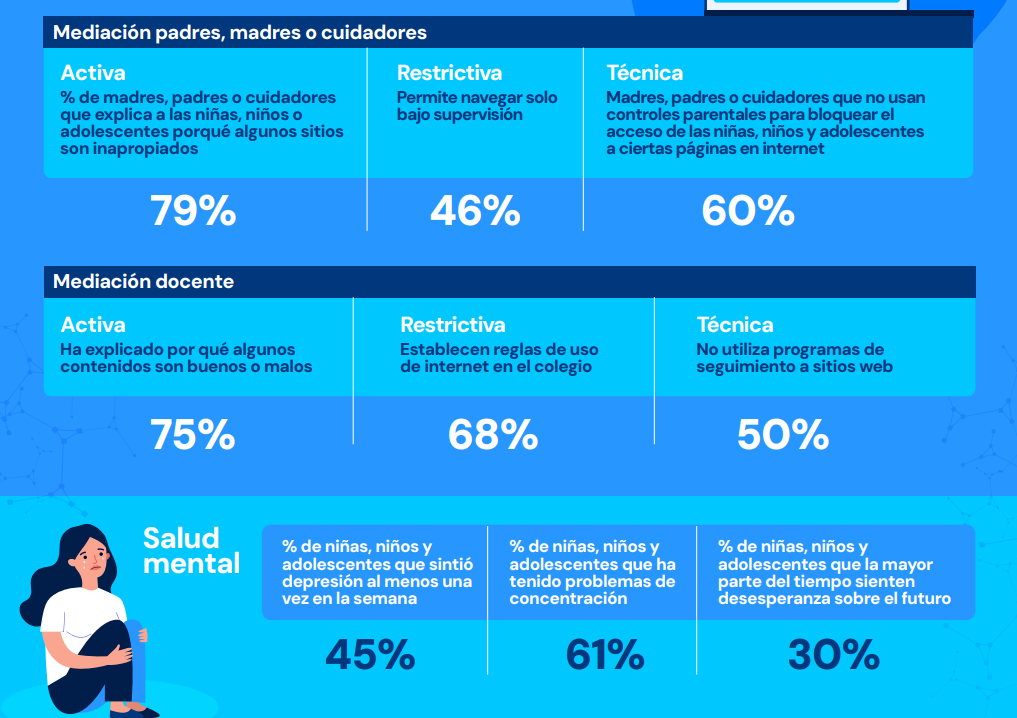 Mediación padres, madres o cuidadores
Activa
% de madres, padres o cuidadores
que explica a las niñas, niños o
adolescentes porqué algunos sitios
son inapropiados
79%
Restrictiva
Permite navegar solo
bajo supervisión
46%
Técnica
Madres, padres o cuidadores que no usan
controles parentales para bloquear el
acceso de las niñas, niños y adolescentes
a ciertas páginas en internet
60%
Mediación docente
Activa
Ha explicado por qué algunos
contenidos son buenos o malos
75%
Restrictiva
Establecen reglas de uso
de internet en el colegio
68%
Técnica
No utiliza programas de
seguimiento a sitios web
50%
Salud
mental
% de niñas, niños y
adolescentes que sintió
depresión al menos una
vez en la semana
45%
% de niñas, niños y
adolescentes que ha
tenido problemas de
concentración
61%
% de niñas, niños y
adolescentes que la mayor
parte del tiempo sienten
desesperanza sobre el futuro
30%